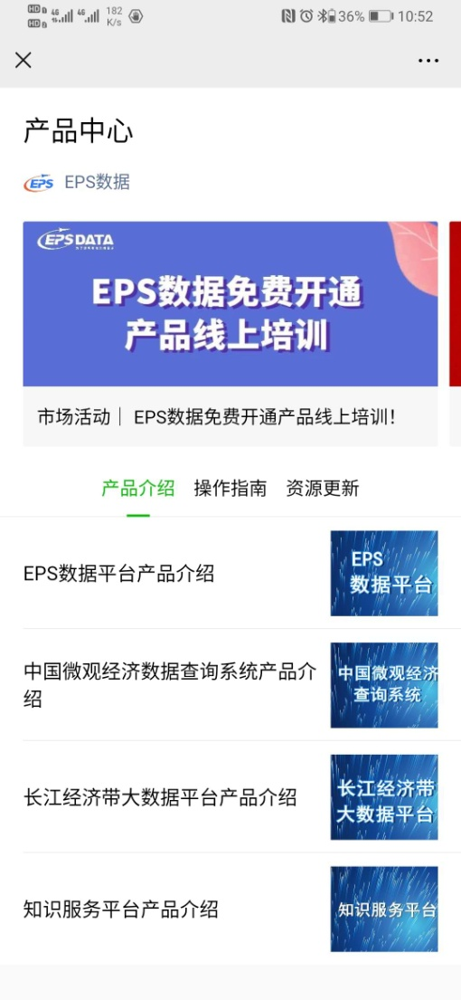 182
K/s
36%
10:52
产品中心
EPS数据
EPSDATA
EPS数据免费开通
产品线上培训
市场活动｜ EPS数据免费开通产品线上培训！
产品介绍 操作指南 资源更新
EPS数据平台产品介绍
EPS
数据平台
中国微观经济数据查询系统产品介
绍
中国微观经济
查询系统
长江经济带大数据平台产品介绍
长江经济带
大数据平台
知识服务平台产品介绍
知识服务平台